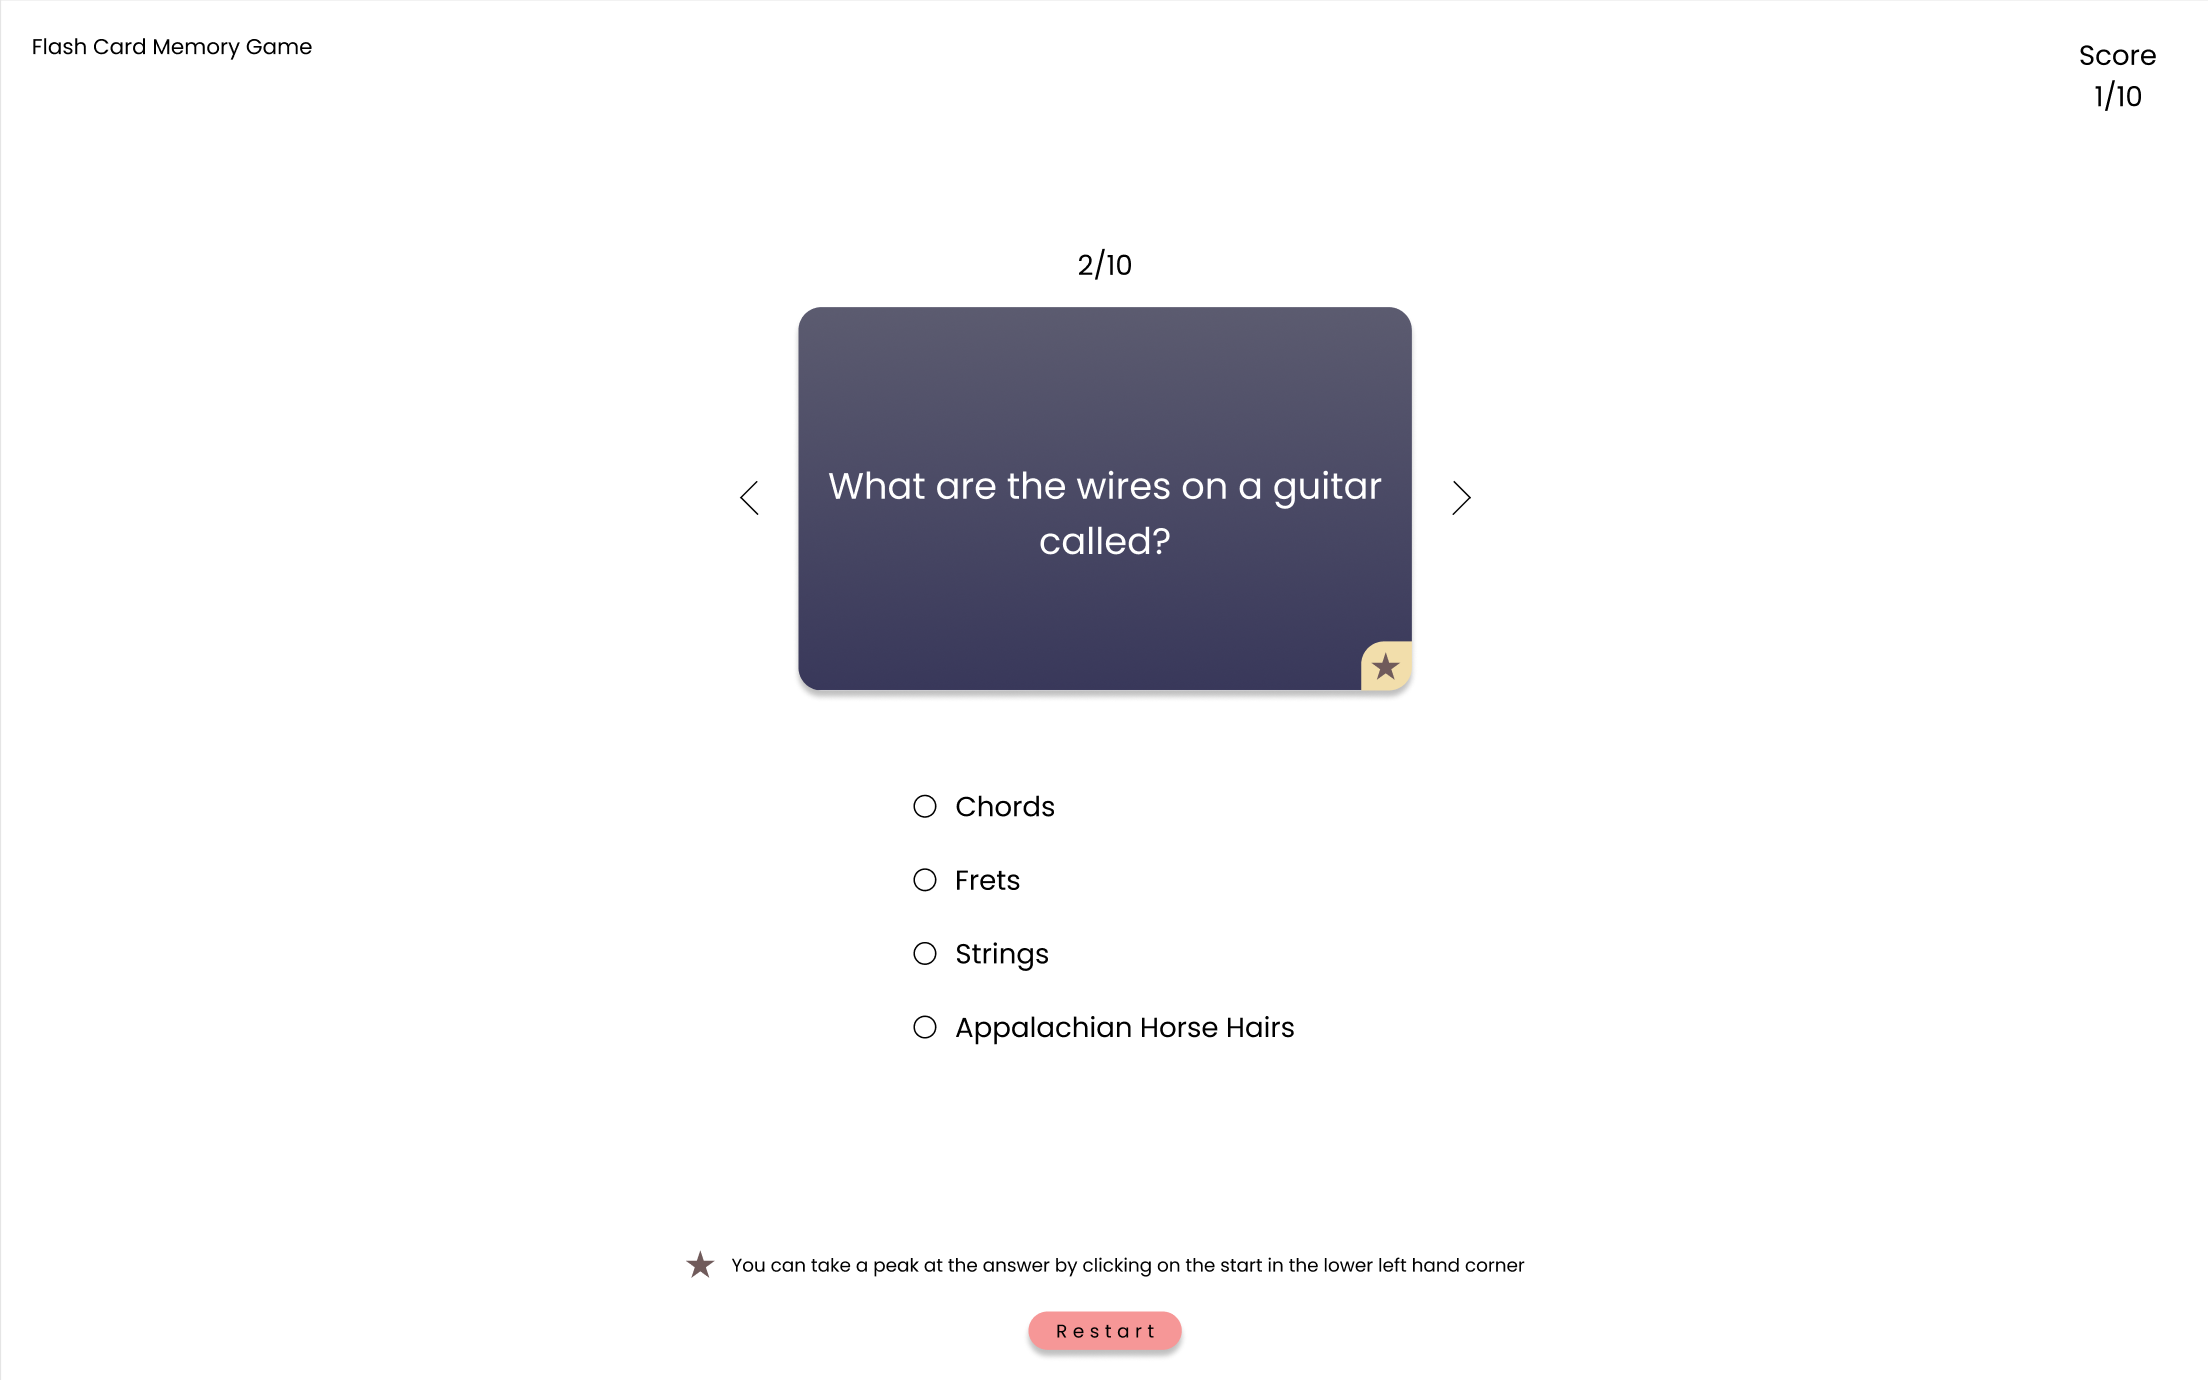 Flash Card Memory Game
Score
1/10
2/10
What are the wires on a guitar
called?
Chords
Frets
Strings
Appalachian Horse Hairs
You can take a peak at the answer by clicking on the start in the lower left hand corner
Restart